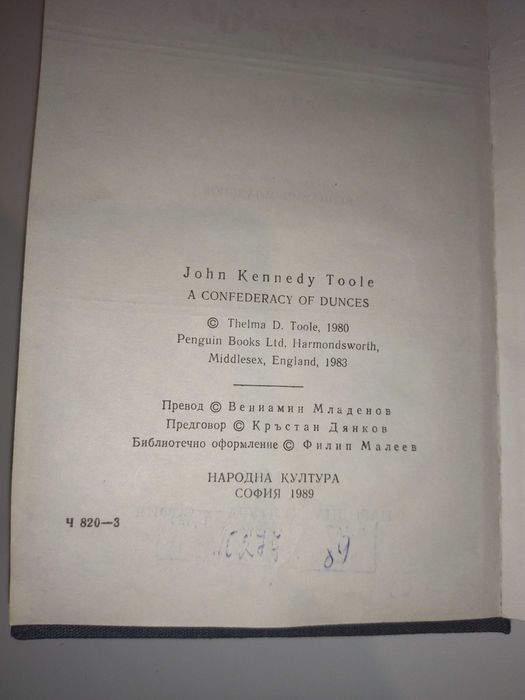 John Kennedy Toole
A CONFEDERACY OF DUNCES
© Thelma D. Toole, 1980
Penguin Books Ltd. Harmondsworth,
Middlesex, England, 1983
Превод © Вениамин Младенов
Предговор © Кръстан Дянков
Библиотечно оформление © Филип Малеев
НАРОДНА КУЛТУРА
СОФИЯ 1989
Ч 820—3